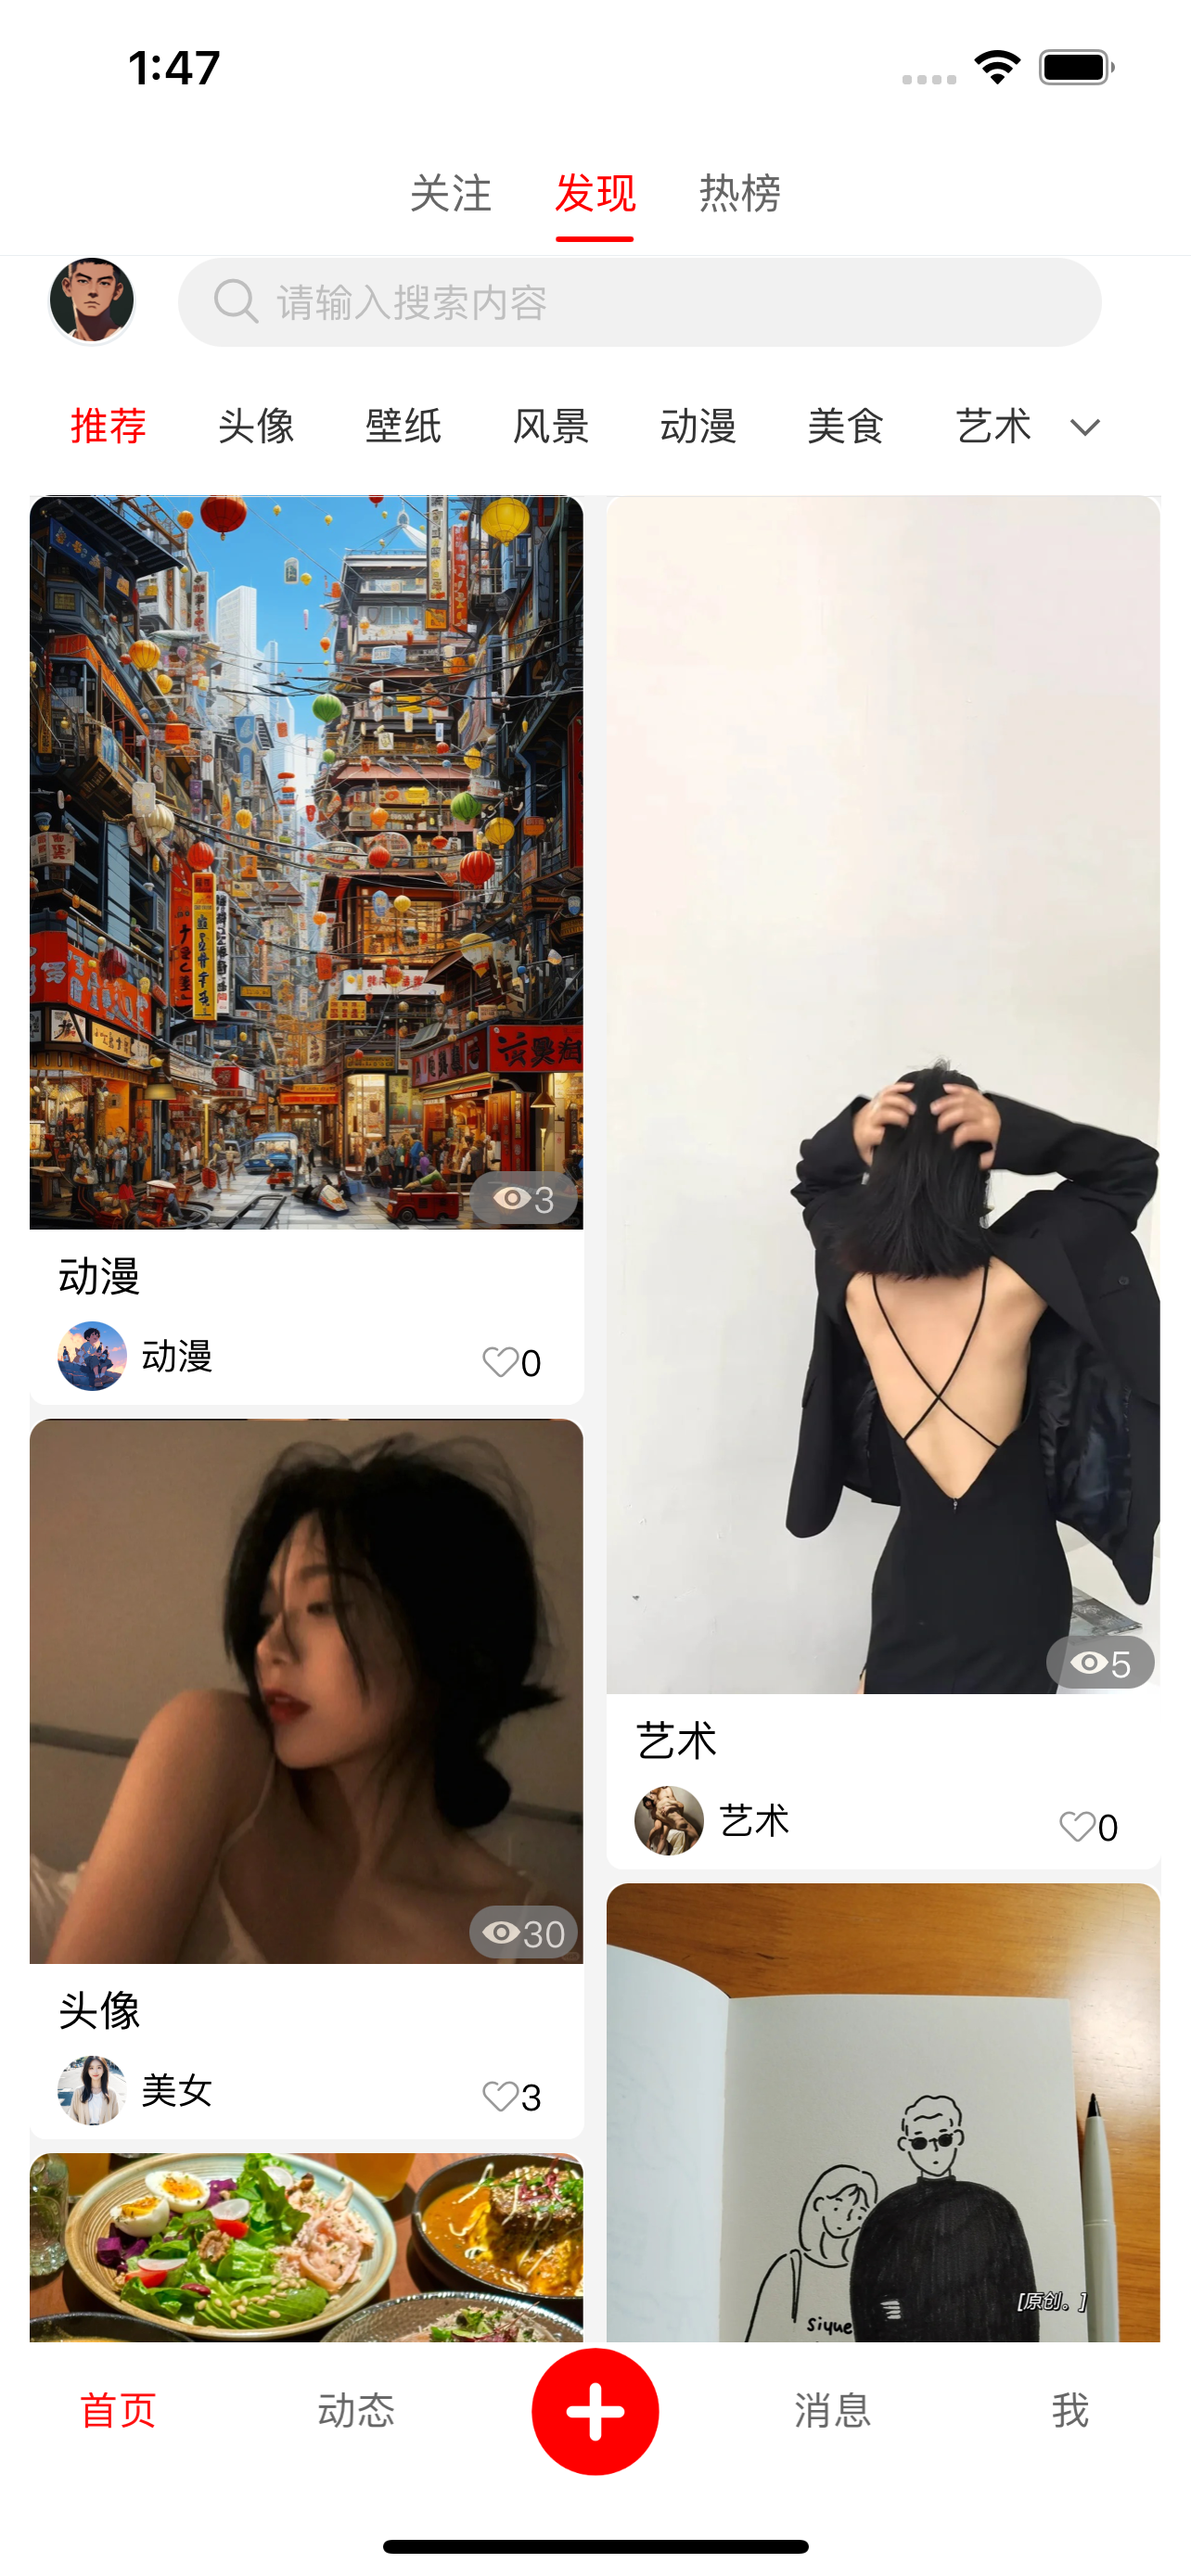 1:47
关注 发现 热榜
请输入搜索内容
推荐 头像 壁纸 风景 动漫 美食 艺术
3
动漫
动漫 0
30
头像
美女 3
5
艺术
艺术 0
siyue
[原创。]
首页 动态 消息 我